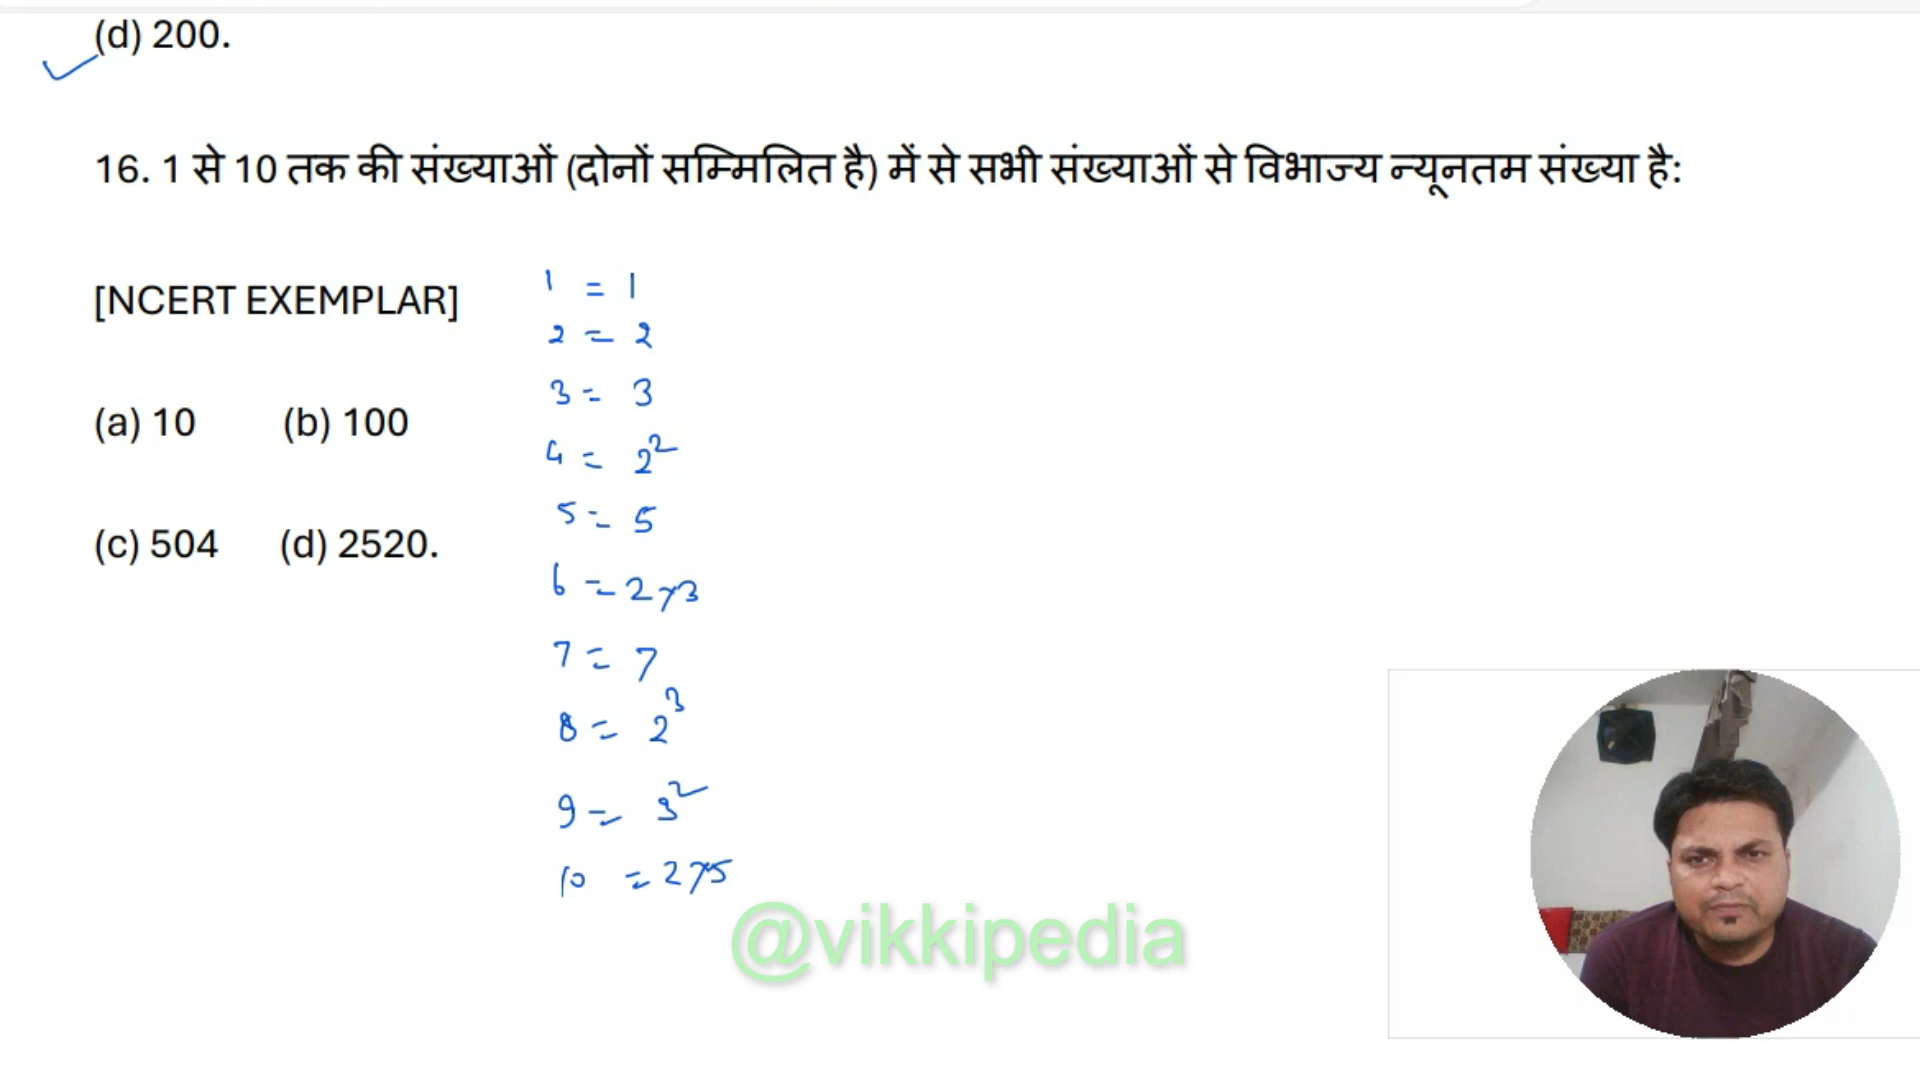 (d) 200.
16. 1 से 10 तक की संख्याओं (दोनों सम्मिलित है) में से सभी संख्याओं से विभाज्य न्यूनतम संख्या है:
[NCERT EXEMPLAR]
(a) 10 (b) 100
(c) 504 (d) 2520.
1 = 1
2 = 2
3 = 3
4 = 2²
5 = 5
6 = 2×3
7 = 7
8 = 2³
9 = 3²
10 = 2×5
@vikkipedia